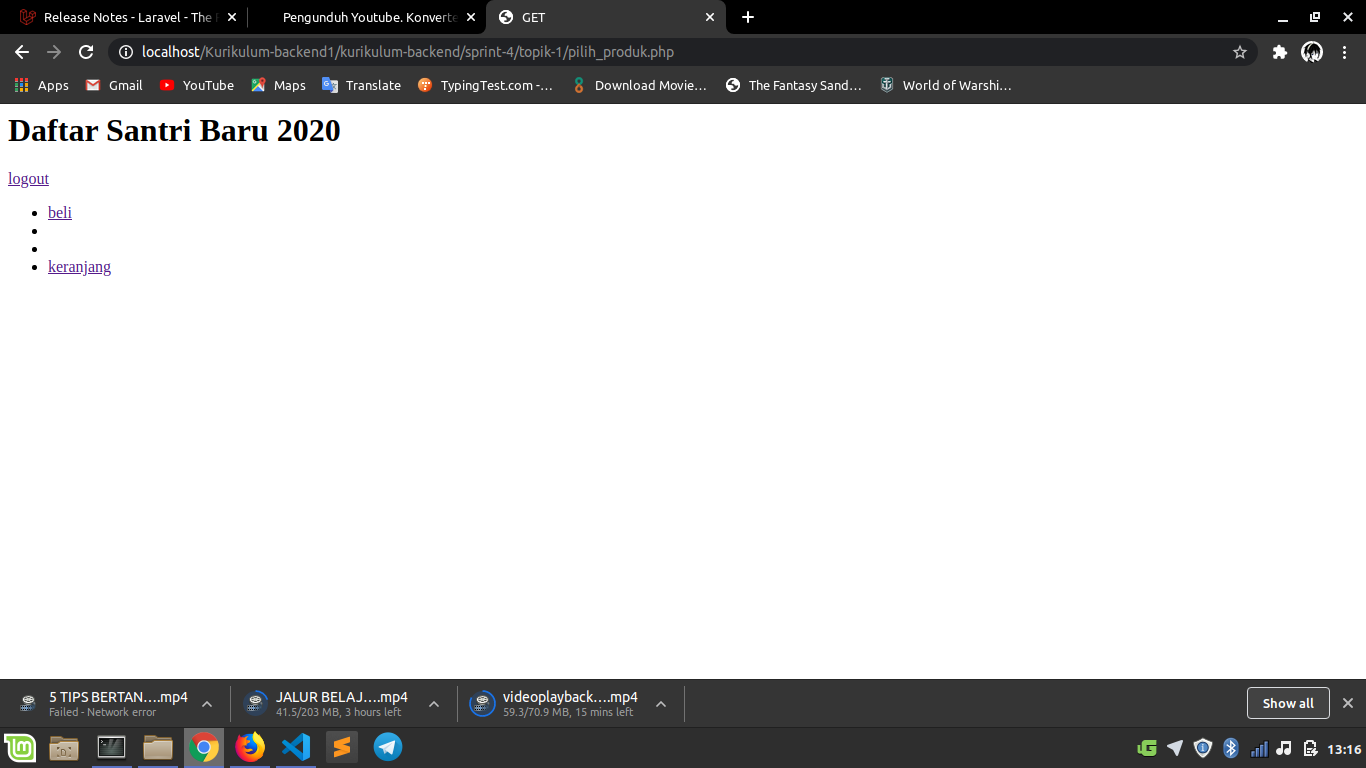 Release Notes - Laravel - The
Pengunduh Youtube. Konverte
GET
localhost/Kurikulum-backend1/kurikulum-backend/sprint-4/topik-1/pilih_produk.php
Apps
Gmail
YouTube
Maps
Translate
TypingTest.com -...
Download Movie...
The Fantasy Sand...
World of Warshi...
Daftar Santri Baru 2020
logout
beli
keranjang
5 TIPS BERTAN....mp4
Failed - Network error
JALUR BELAJ....mp4
41.5/203 MB, 3 hours left
videoplayback....mp4
59.3/70.9 MB, 15 mins left
Show all
13:16